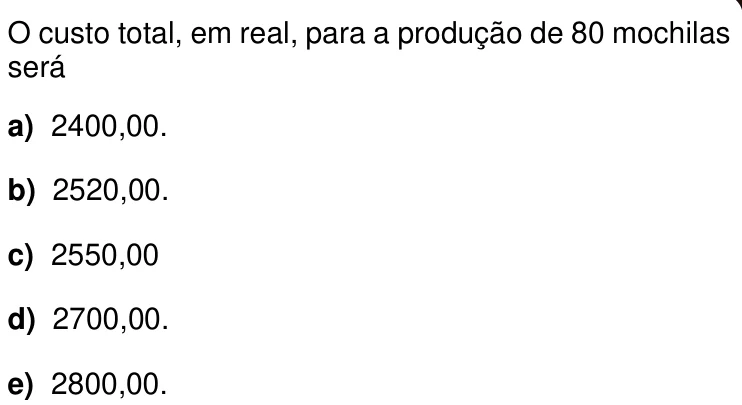 O custo total, em real, para a produção de 80 mochilas
será
a) 2400,00.
b) 2520,00.
c) 2550,00
d) 2700,00.
e) 2800,00.